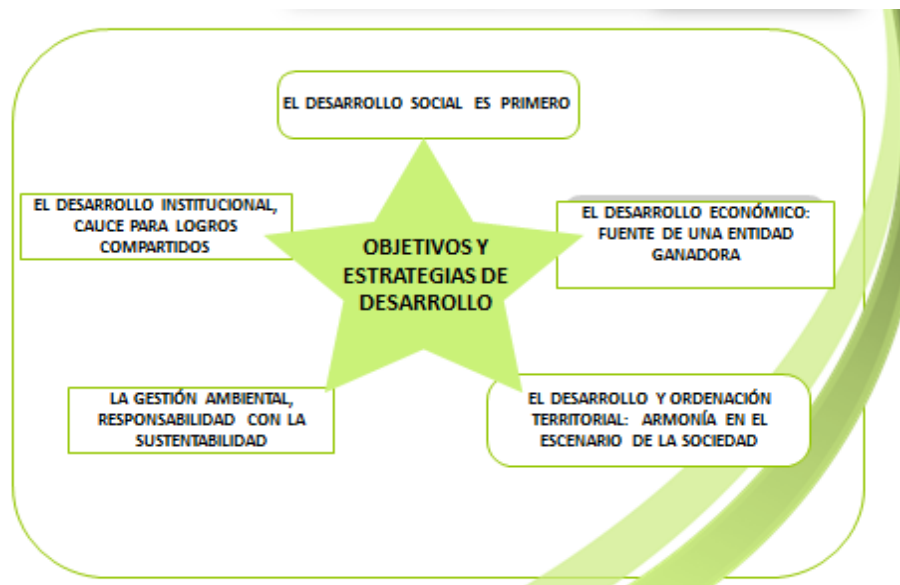 EL DESARROLLO SOCIAL ES PRIMERO
EL DESARROLLO INSTITUCIONAL,
CAUCE PARA LOGROS
COMPARTIDOS
EL DESARROLLO ECONÓMICO:
FUENTE DE UNA ENTIDAD
GANADORA
OBJETIVOS Y
ESTRATEGIAS DE
DESARROLLO
LA GESTIÓN AMBIENTAL,
RESPONSABILIDAD CON LA
SUSTENTABILIDAD
EL DESARROLLO Y ORDENACIÓN
TERRITORIAL: ARMONÍA EN EL
ESCENARIO DE LA SOCIEDAD